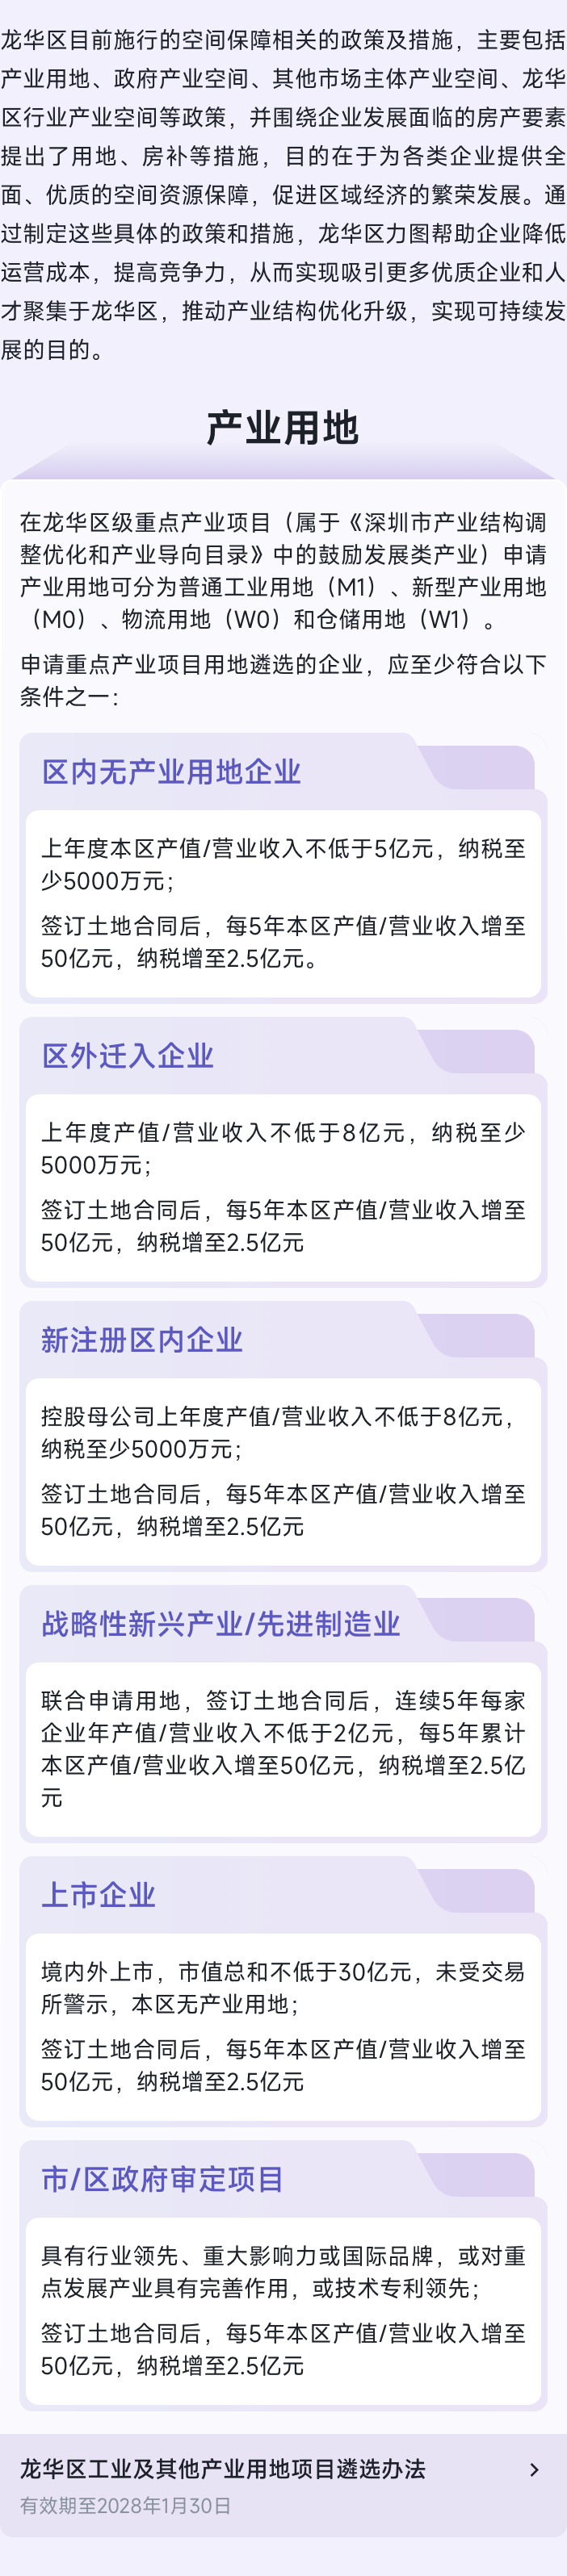 龙华区目前施行的空间保障相关的政策及措施，主要包括
产业用地、政府产业空间、其他市场主体产业空间、龙华
区行业产业空间等政策，并围绕企业发展面临的房产要素
提出了用地、房补等措施，目的在于为各类企业提供全
面、优质的空间资源保障，促进区域经济的繁荣发展。通
过制定这些具体的政策和措施，龙华区力图帮助企业降低
运营成本，提高竞争力，从而实现吸引更多优质企业和人
才聚集于龙华区，推动产业结构优化升级，实现可持续发
展的目的。
产业用地
在龙华区级重点产业项目（属于《深圳市产业结构调
整优化和产业导向目录》中的鼓励发展类产业）申请
产业用地可分为普通工业用地（M1）、新型产业用地
（M0）、物流用地（W0）和仓储用地（W1）。
申请重点产业项目用地遴选的企业，应至少符合以下
条件之一：
区内无产业用地企业
上年度本区产值/营业收入不低于5亿元，纳税至
少5000万元；
签订土地合同后，每5年本区产值/营业收入增至
50亿元，纳税增至2.5亿元。
区外迁入企业
上年度产值/营业收入不低于8亿元，纳税至少
5000万元；
签订土地合同后，每5年本区产值/营业收入增至
50亿元，纳税增至2.5亿元
新注册区内企业
控股母公司上年度产值/营业收入不低于8亿元，
纳税至少5000万元；
签订土地合同后，每5年本区产值/营业收入增至
50亿元，纳税增至2.5亿元
战略性新兴产业/先进制造业
联合申请用地，签订土地合同后，连续5年每家
企业年产值/营业收入不低于2亿元，每5年累计
本区产值/营业收入增至50亿元，纳税增至2.5亿
元
上市企业
境内外上市，市值总和不低于30亿元，未受交易
所警示，本区无产业用地；
签订土地合同后，每5年本区产值/营业收入增至
50亿元，纳税增至2.5亿元
市/区政府审定项目
具有行业领先、重大影响力或国际品牌，或对重
点发展产业具有完善作用，或技术专利领先；
签订土地合同后，每5年本区产值/营业收入增至
50亿元，纳税增至2.5亿元
龙华区工业及其他产业用地项目遴选办法
有效期至2028年1月30日